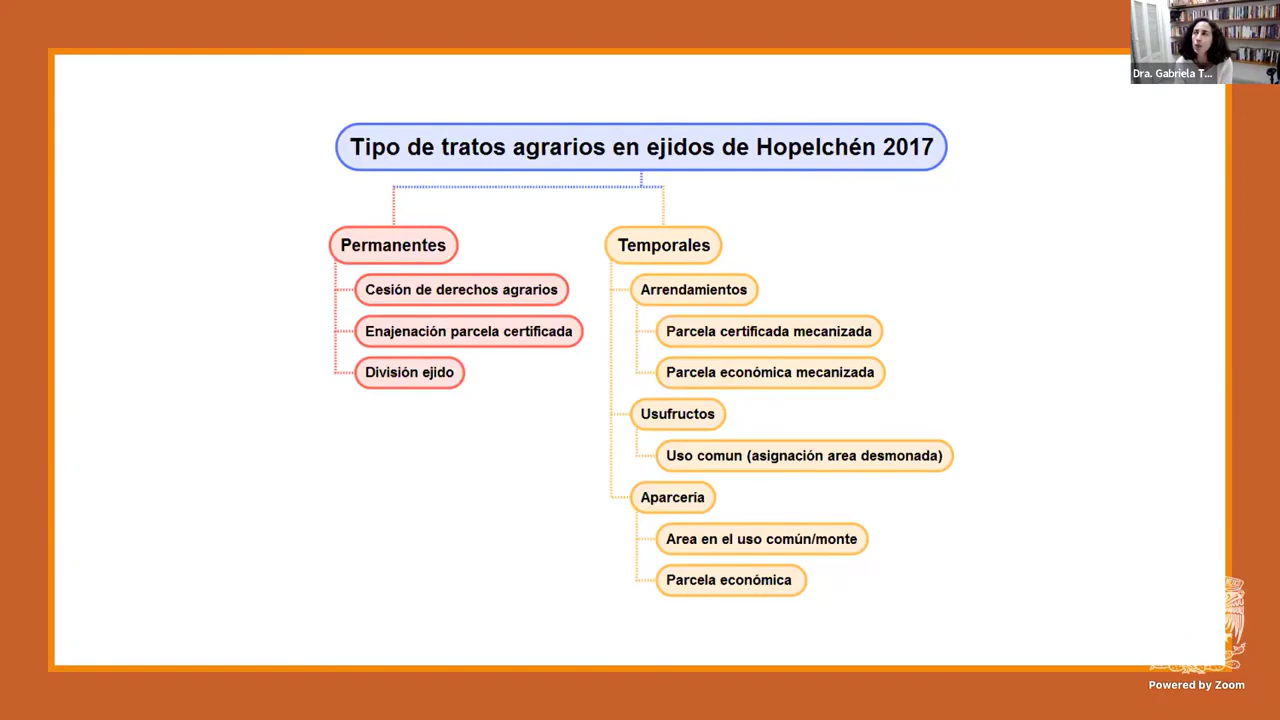 Dra. Gabriela T...
Tipo de tratos agrarios en ejidos de Hopelchén 2017
Permanentes
Cesión de derechos agrarios
Enajenación parcela certificada
División ejido
Temporales
Arrendamientos
Parcela certificada mecanizada
Parcela económica mecanizada
Usufructos
Uso comun (asignación area desmonada)
Aparcería
Area en el uso común/monte
Parcela económica
Powered by Zoom